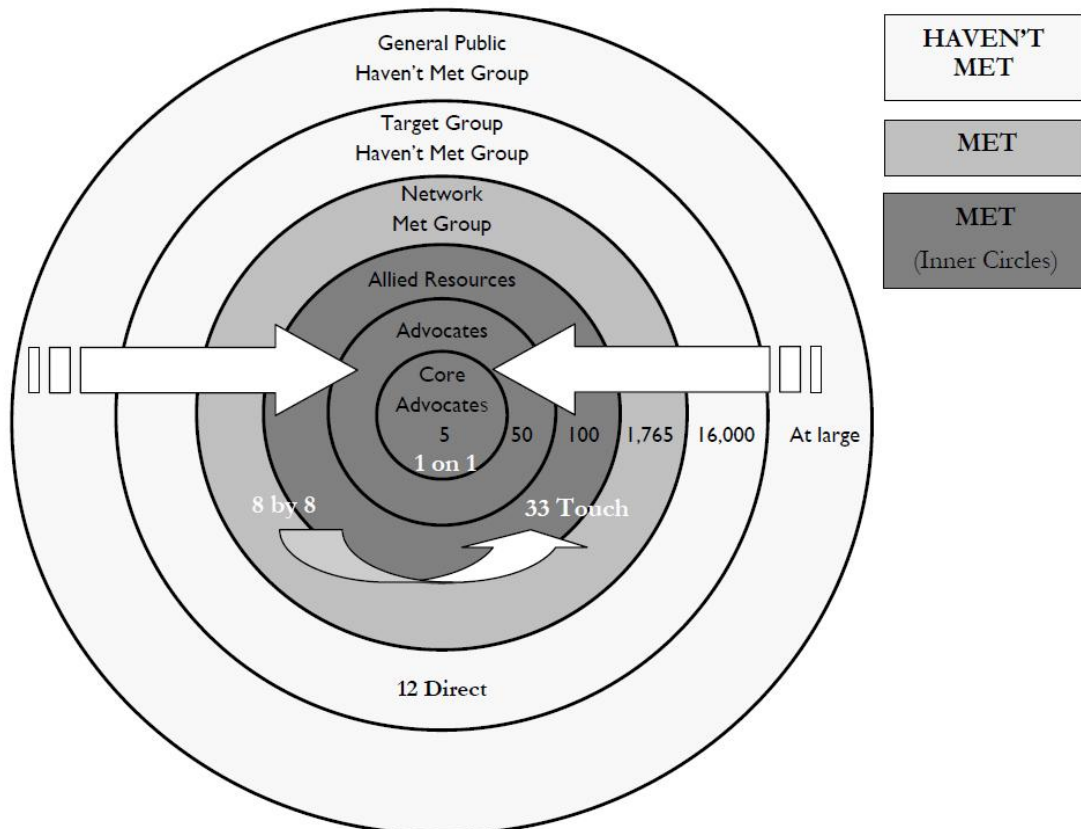 General Public
Haven't Met Group
Target Group
Haven't Met Group
Network
Met Group
Allied Resources
Advocates
Core
Advocates
5 50 100 1,765 16,000 At large
1 on 1
8 by 8 33 Touch
12 Direct
HAVEN'T
MET
MET
MET
(Inner Circles)